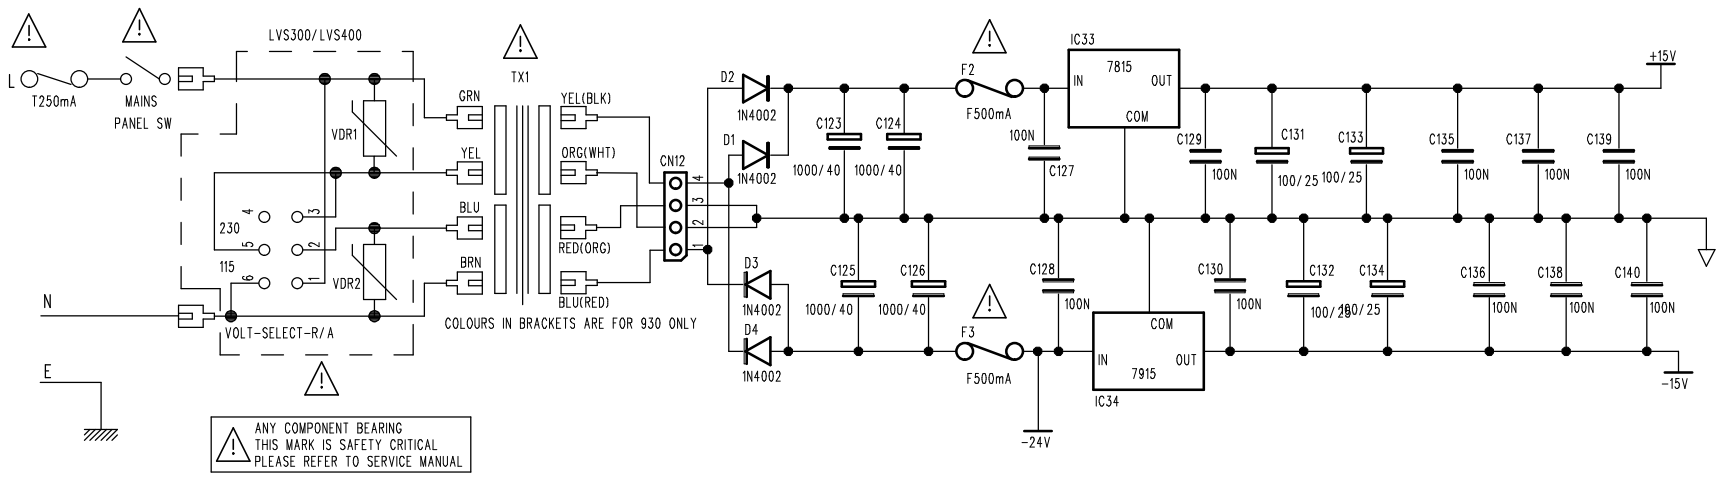 LVS300/LVS400
L
T250mA
MAINS
PANEL SW
VDR1
GRN
YEL
BLU
BRN
TX1
YEL(BLK)
ORG(WHT)
RED(ORG)
BLU(RED)
4
3
230
5
2
115
6
1
VDR2
N
VOLT-SELECT-R/A
COLOURS IN BRACKETS ARE FOR 930 ONLY
E
ANY COMPONENT BEARING
THIS MARK IS SAFETY CRITICAL
PLEASE REFER TO SERVICE MANUAL
CN12
4
3
2
1
D2
1N4002
D1
1N4002
D3
1N4002
D4
1N4002
C123
1000/40
C124
1000/40
C125
1000/40
C126
1000/40
F2
F500mA
F3
F500mA
100N
C127
C128
100N
IC33
7815
IN
OUT
COM
COM
IN
OUT
7915
IC34
-24V
C129
100N
C131
100/25
C133
100/25
C135
100N
C137
100N
C139
100N
+15V
C130
100N
C132
100/25
C134
100/25
C136
100N
C138
100N
C140
100N
-15V